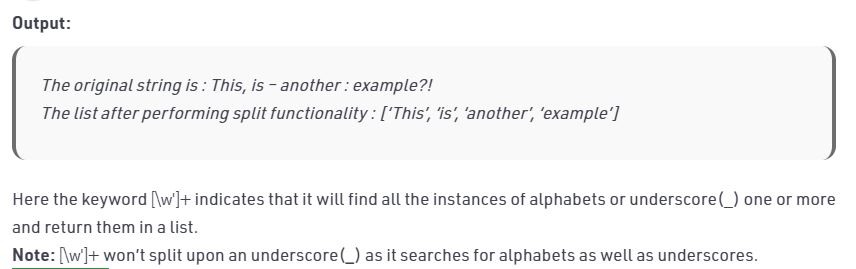 Output:
The original string is : This, is – another : example?!
The list after performing split functionality : [‘This’, ‘is’, ‘another’, ‘example’]
Here the keyword [\w']+ indicates that it will find all the instances of alphabets or underscore(_) one or more
and return them in a list.
Note: [\w']+ won’t split upon an underscore(_) as it searches for alphabets as well as underscores.